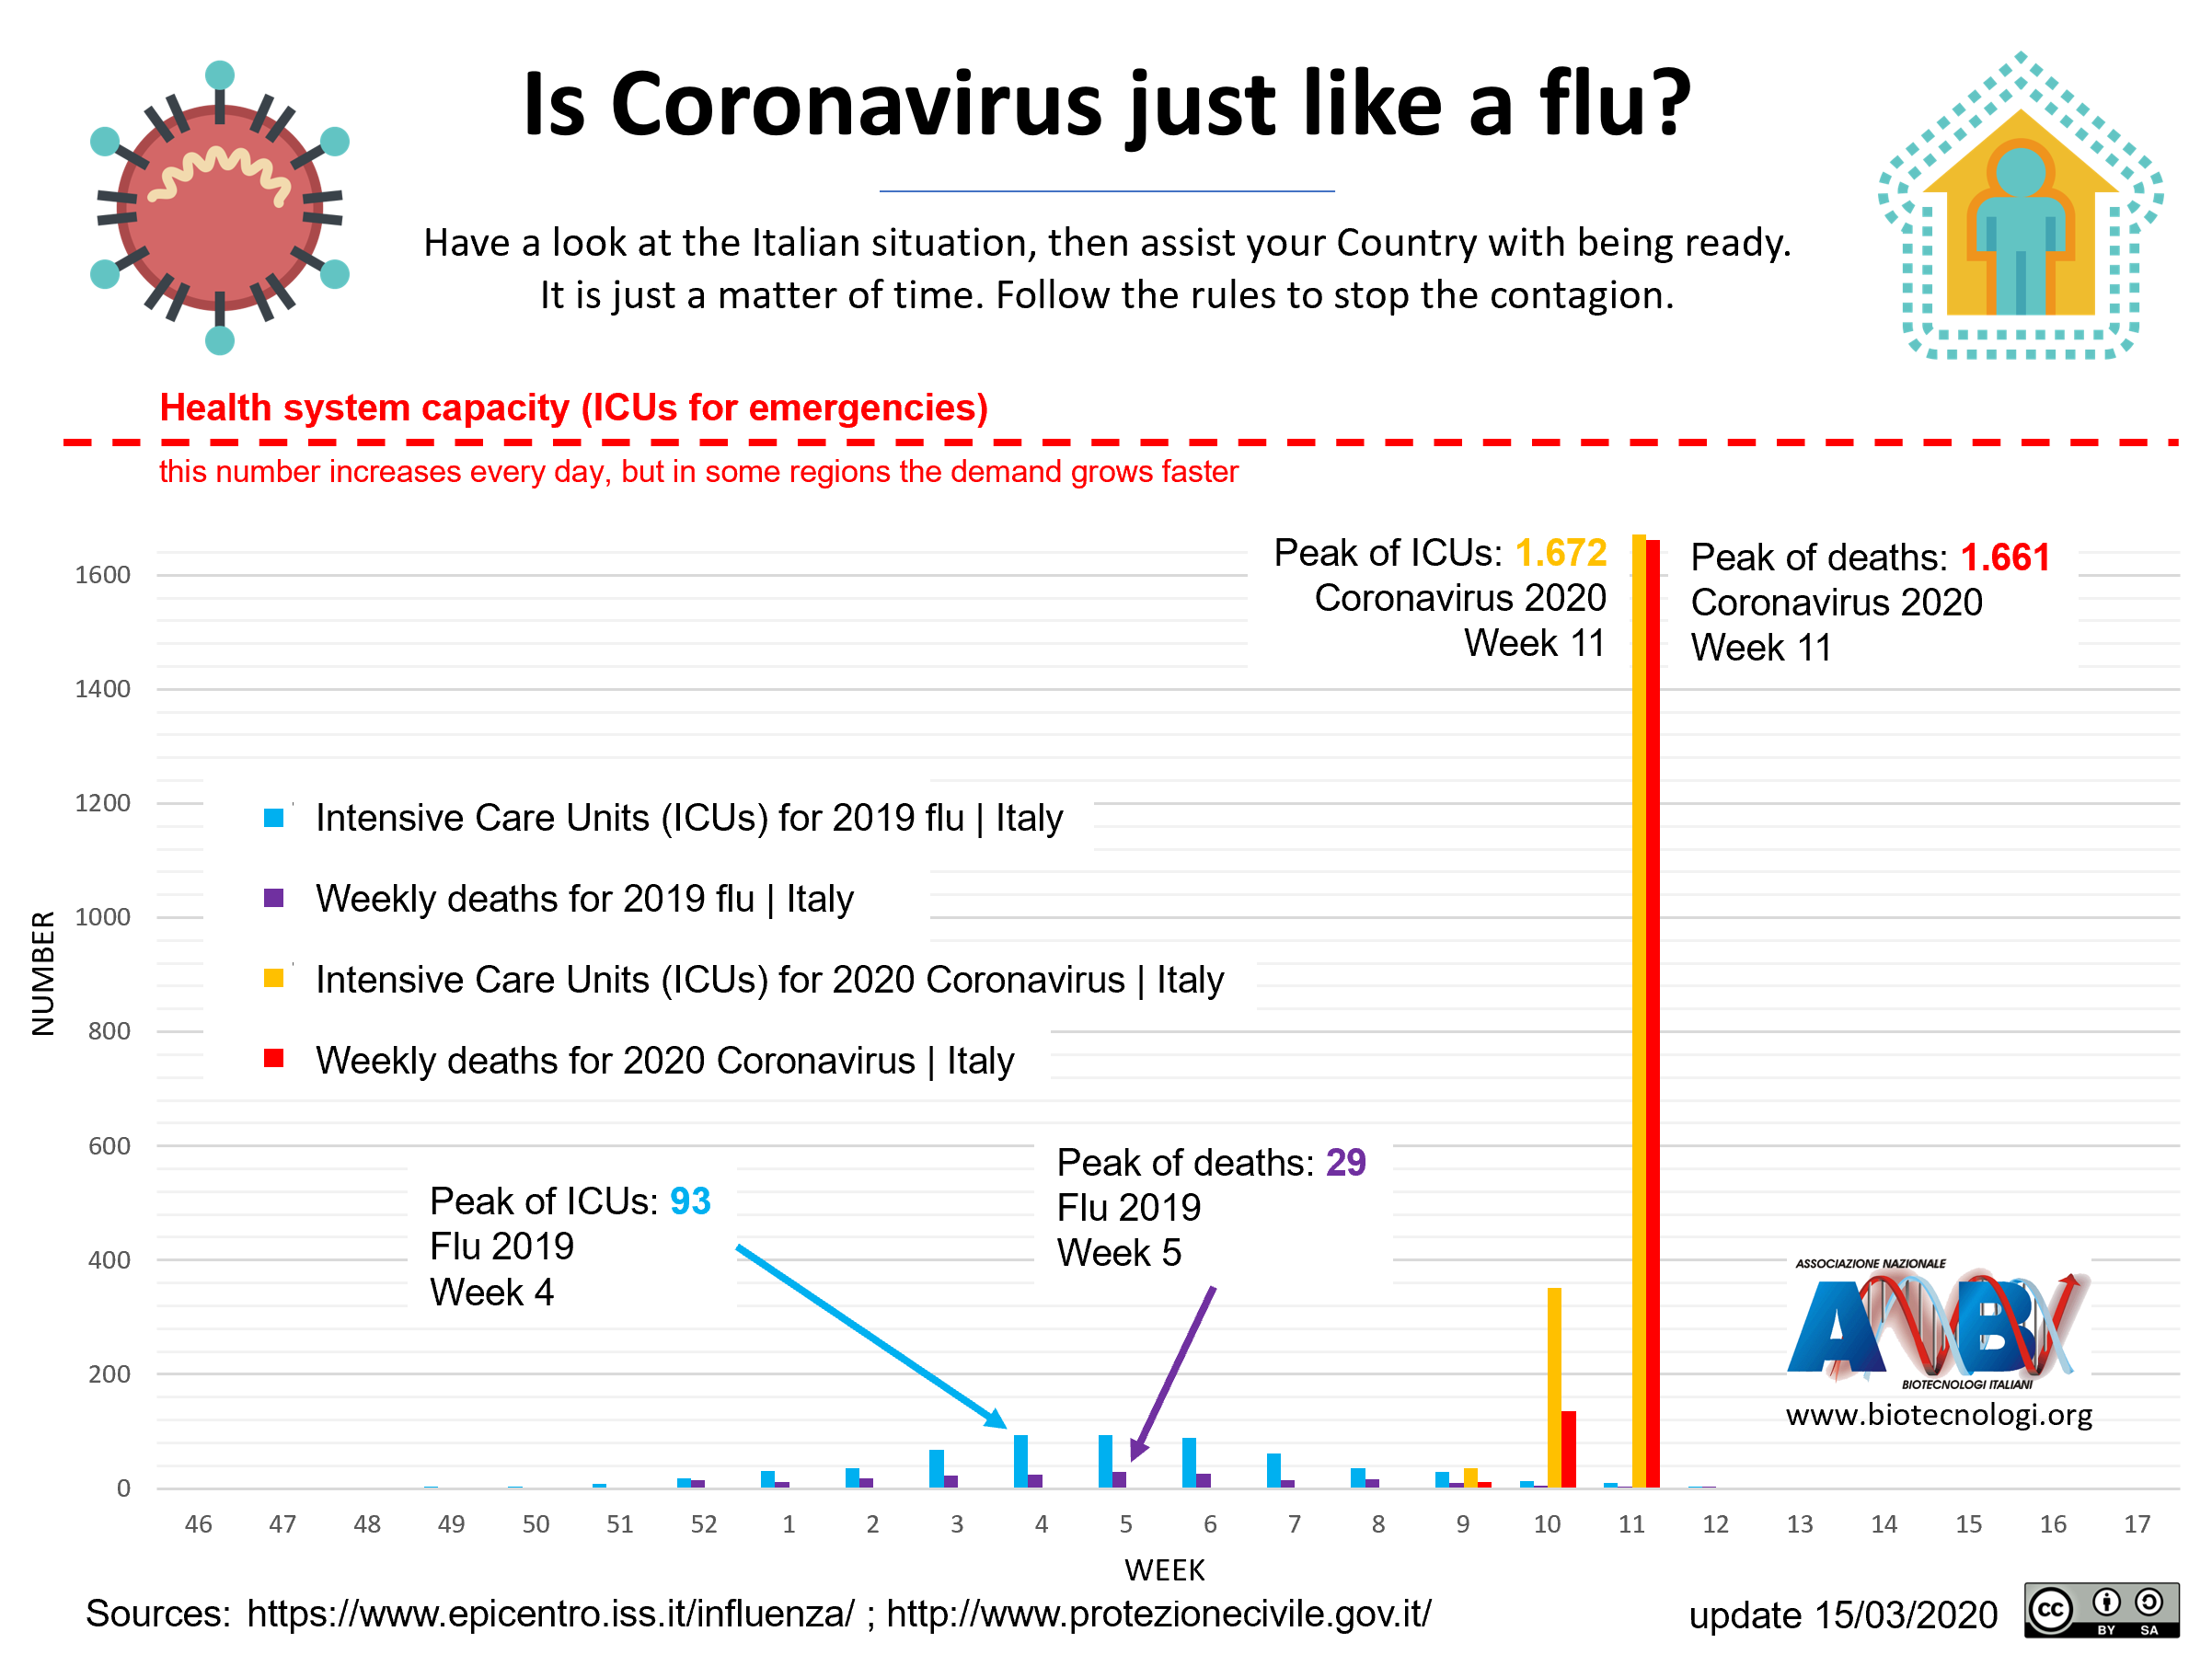 Is Coronavirus just like a flu?
Have a look at the Italian situation, then assist your Country with being ready.
It is just a matter of time. Follow the rules to stop the contagion.
Health system capacity (ICUs for emergencies)
this number increases every day, but in some regions the demand grows faster
Peak of ICUs: 1.672
Coronavirus 2020
Week 11
Peak of deaths: 1.661
Coronavirus 2020
Week 11
1600
1400
1200
1000
800
600
400
200
0
NUMBER
Intensive Care Units (ICUs) for 2019 flu | Italy
Weekly deaths for 2019 flu | Italy
Intensive Care Units (ICUs) for 2020 Coronavirus | Italy
Weekly deaths for 2020 Coronavirus | Italy
Peak of ICUs: 93
Flu 2019
Week 4
Peak of deaths: 29
Flu 2019
Week 5
ASSOCIAZIONE NAZIONALE
ANBI
BIOTECNOLOGI ITALIANI
www.biotecnologi.org
46 47 48 49 50 51 52 1 2 3 4 5 6 7 8 9 10 11 12 13 14 15 16 17
WEEK
Sources: https://www.epicentro.iss.it/influenza/ ; http://www.protezionecivile.gov.it/
update 15/03/2020
cc BY SA